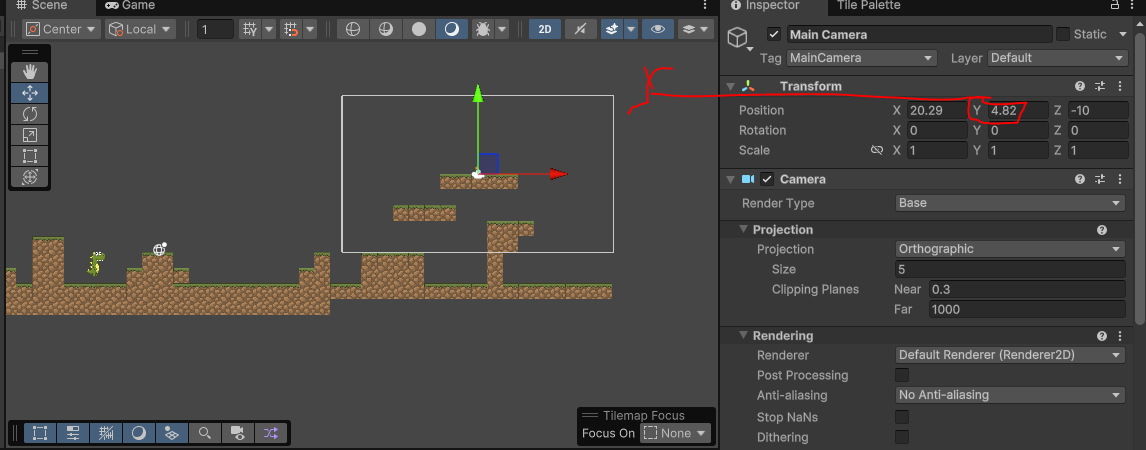 Scene Game
Center Local 1 2D
Tilemap Focus
Focus On None
Inspector Tile Palette
Main Camera Static
Tag MainCamera Layer Default
Transform
Position X 20.29 Y 4.82 Z -10
Rotation X 0 Y 0 Z 0
Scale X 1 Y 1 Z 1
Camera
Render Type Base
Projection
Projection Orthographic
Size 5
Clipping Planes Near 0.3
Far 1000
Rendering
Renderer Default Renderer (Renderer2D)
Post Processing
Anti-aliasing No Anti-aliasing
Stop NaNs
Dithering